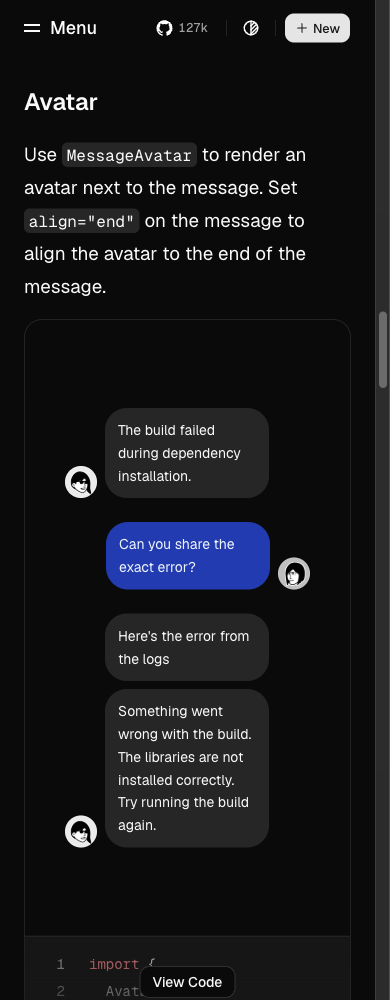 Menu 127k New
Avatar
Use MessageAvatar to render an
avatar next to the message. Set
align="end" on the message to
align the avatar to the end of the
message.
The build failed
during dependency
installation.
Can you share the
exact error?
Here's the error from
the logs
Something went
wrong with the build.
The libraries are not
installed correctly.
Try running the build
again.
1 import {
2
View Code